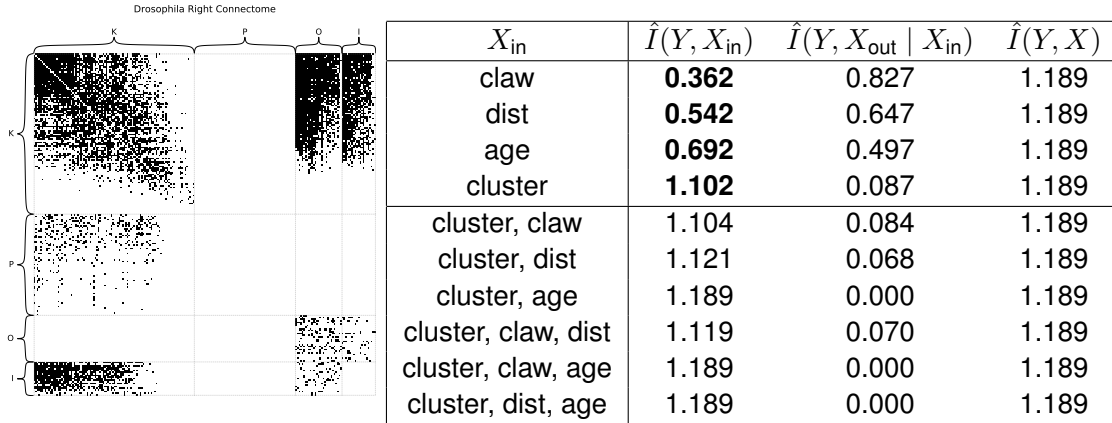 Drosophila Right Connectome
K P O I
K
P
O
I
X_in Î(Y, X_in) Î(Y, X_out | X_in) Î(Y, X)
claw 0.362 0.827 1.189
dist 0.542 0.647 1.189
age 0.692 0.497 1.189
cluster 1.102 0.087 1.189
cluster, claw 1.104 0.084 1.189
cluster, dist 1.121 0.068 1.189
cluster, age 1.189 0.000 1.189
cluster, claw, dist 1.119 0.070 1.189
cluster, claw, age 1.189 0.000 1.189
cluster, dist, age 1.189 0.000 1.189